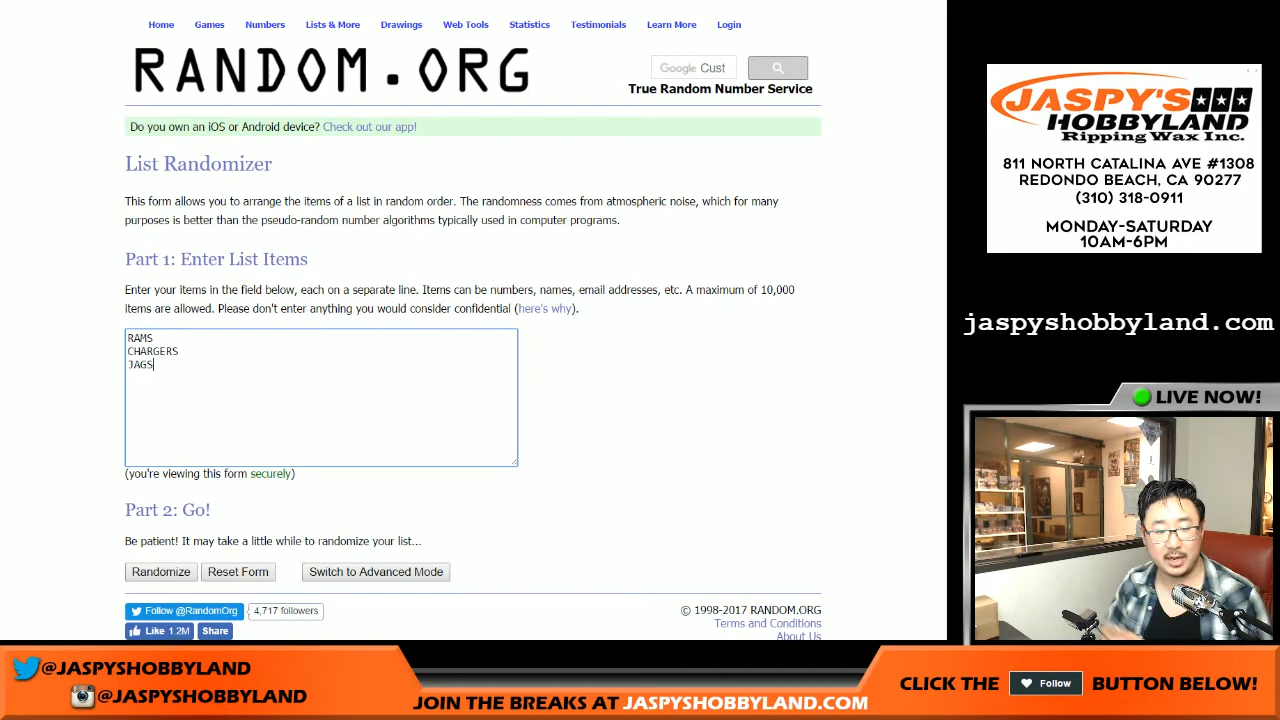 Home Games Numbers Lists & More Drawings Web Tools Statistics Testimonials Learn More Login
RANDOM.ORG
Google Cust
True Random Number Service
Do you own an iOS or Android device? Check out our app!
List Randomizer
This form allows you to arrange the items of a list in random order. The randomness comes from atmospheric noise, which for many
purposes is better than the pseudo-random number algorithms typically used in computer programs.
Part 1: Enter List Items
Enter your items in the field below, each on a separate line. Items can be numbers, names, email addresses, etc. A maximum of 10,000
items are allowed. Please don't enter anything you would consider confidential (here's why).
RAMS
CHARGERS
JAGS
(you're viewing this form securely)
Part 2: Go!
Be patient! It may take a little while to randomize your list...
Randomize Reset Form Switch to Advanced Mode
Follow @RandomOrg 4,717 followers
Like 1.2M Share
© 1998-2017 RANDOM.ORG
Terms and Conditions
About Us
JASPY'S
HOBBYLAND
Ripping Wax Inc.
811 NORTH CATALINA AVE #1308
REDONDO BEACH, CA 90277
(310) 318-0911
MONDAY-SATURDAY
10AM-6PM
jaspyshobbyland.com
LIVE NOW!
@JASPYSHOBBYLAND
@JASPYSHOBBYLAND
JOIN THE BREAKS AT JASPYSHOBBYLAND.COM
CLICK THE Follow BUTTON BELOW!